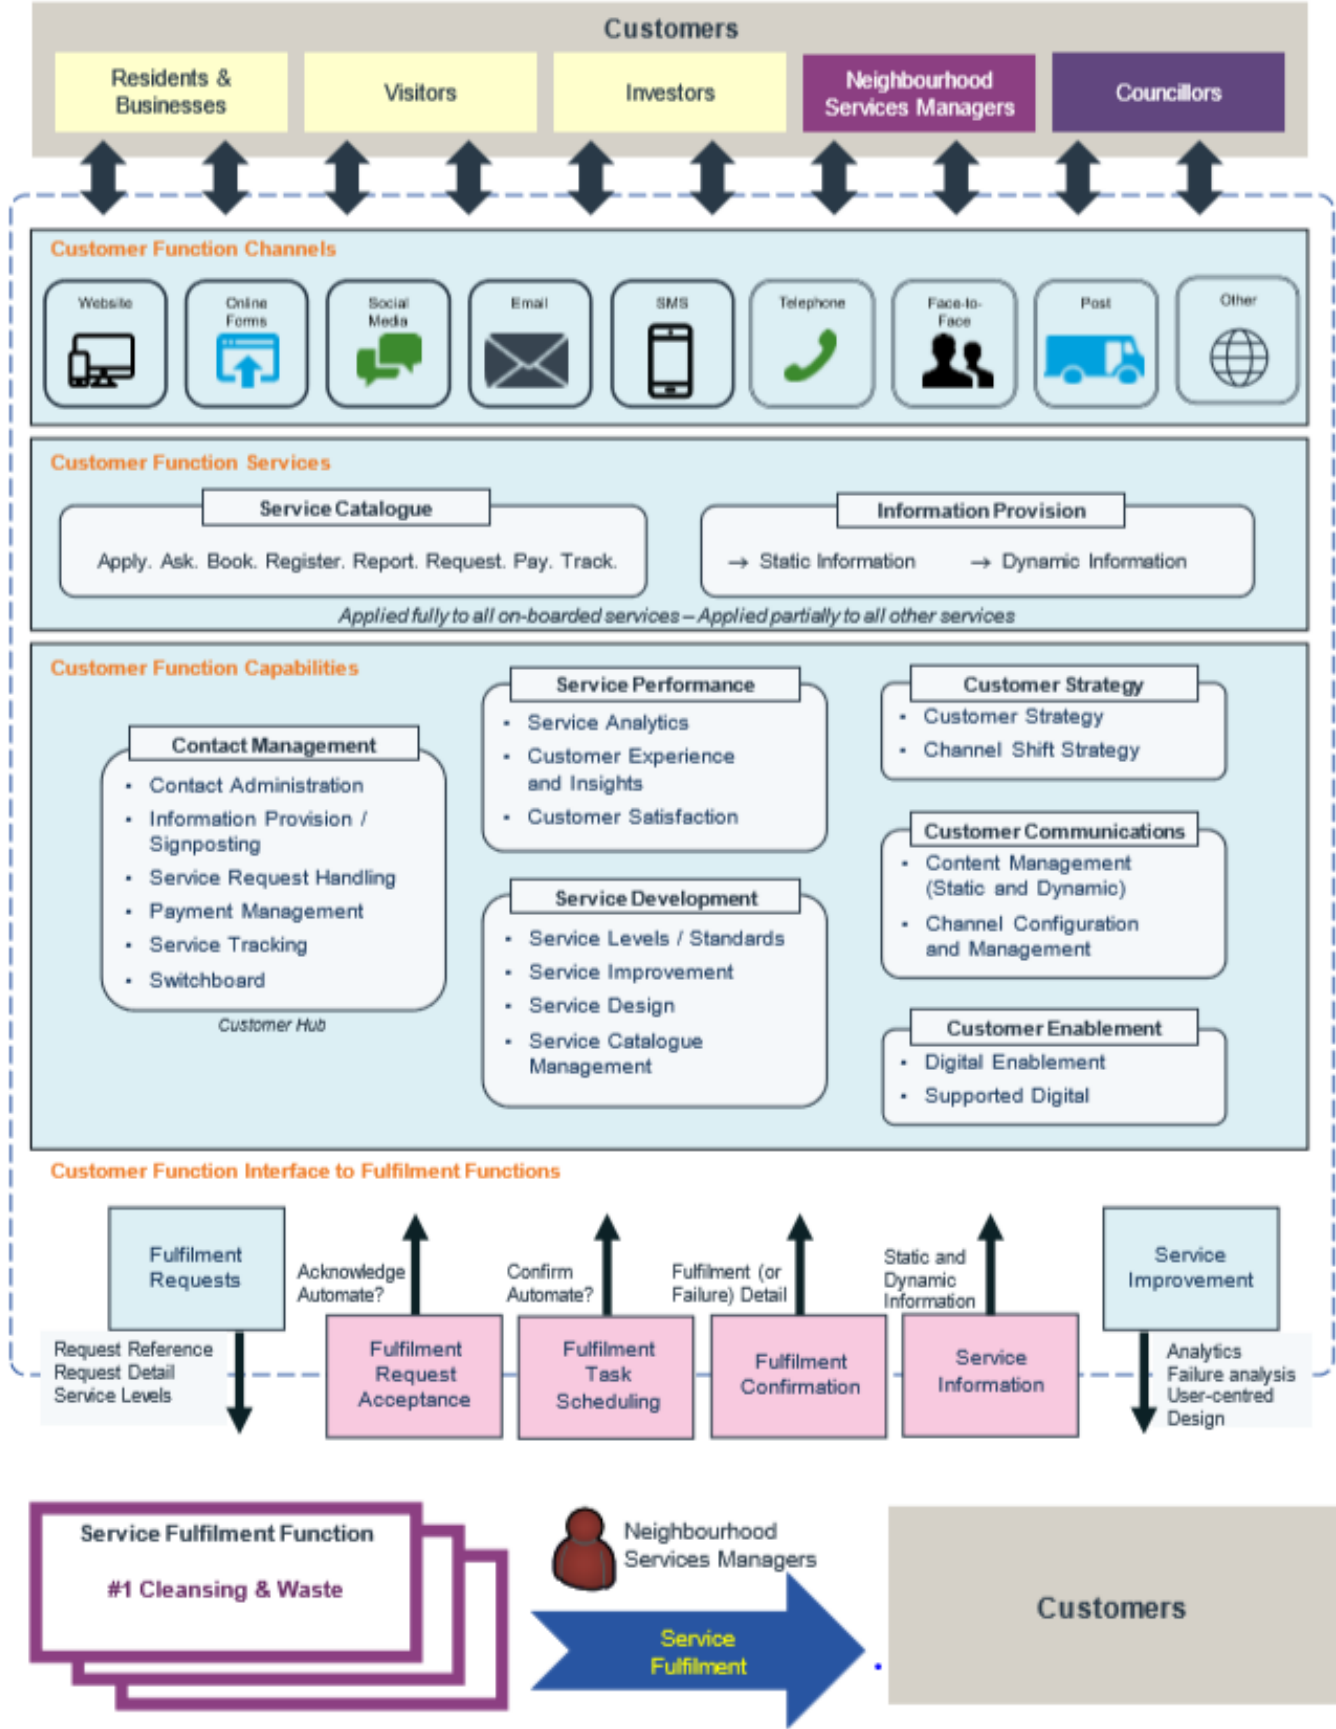 Customers
Residents &
Businesses
Visitors
Investors
Neighbourhood
Services Managers
Councillors
Customer Function Channels
Website
Online
Forms
Social
Media
Email
SMS
Telephone
Face-to-
Face
Post
Other
Customer Function Services
Service Catalogue
Apply. Ask. Book. Register. Report. Request. Pay. Track.
Information Provision
→ Static Information → Dynamic Information
Applied fully to all on-boarded services – Applied partially to all other services
Customer Function Capabilities
Contact Management
• Contact Administration
• Information Provision /
Signposting
• Service Request Handling
• Payment Management
• Service Tracking
• Switchboard
Customer Hub
Service Performance
• Service Analytics
• Customer Experience
and Insights
• Customer Satisfaction
Service Development
• Service Levels / Standards
• Service Improvement
• Service Design
• Service Catalogue
Management
Customer Strategy
• Customer Strategy
• Channel Shift Strategy
Customer Communications
• Content Management
(Static and Dynamic)
• Channel Configuration
and Management
Customer Enablement
• Digital Enablement
• Supported Digital
Customer Function Interface to Fulfilment Functions
Fulfilment
Requests
Request Reference
Request Detail
Service Levels
Acknowledge
Automate?
Fulfilment
Request
Acceptance
Confirm
Automate?
Fulfilment
Task
Scheduling
Fulfilment (or
Failure) Detail
Fulfilment
Confirmation
Static and
Dynamic
Information
Service
Information
Service
Improvement
Analytics
Failure analysis
User-centred
Design
Service Fulfilment Function
#1 Cleansing & Waste
Neighbourhood
Services Managers
Service
Fulfilment
Customers